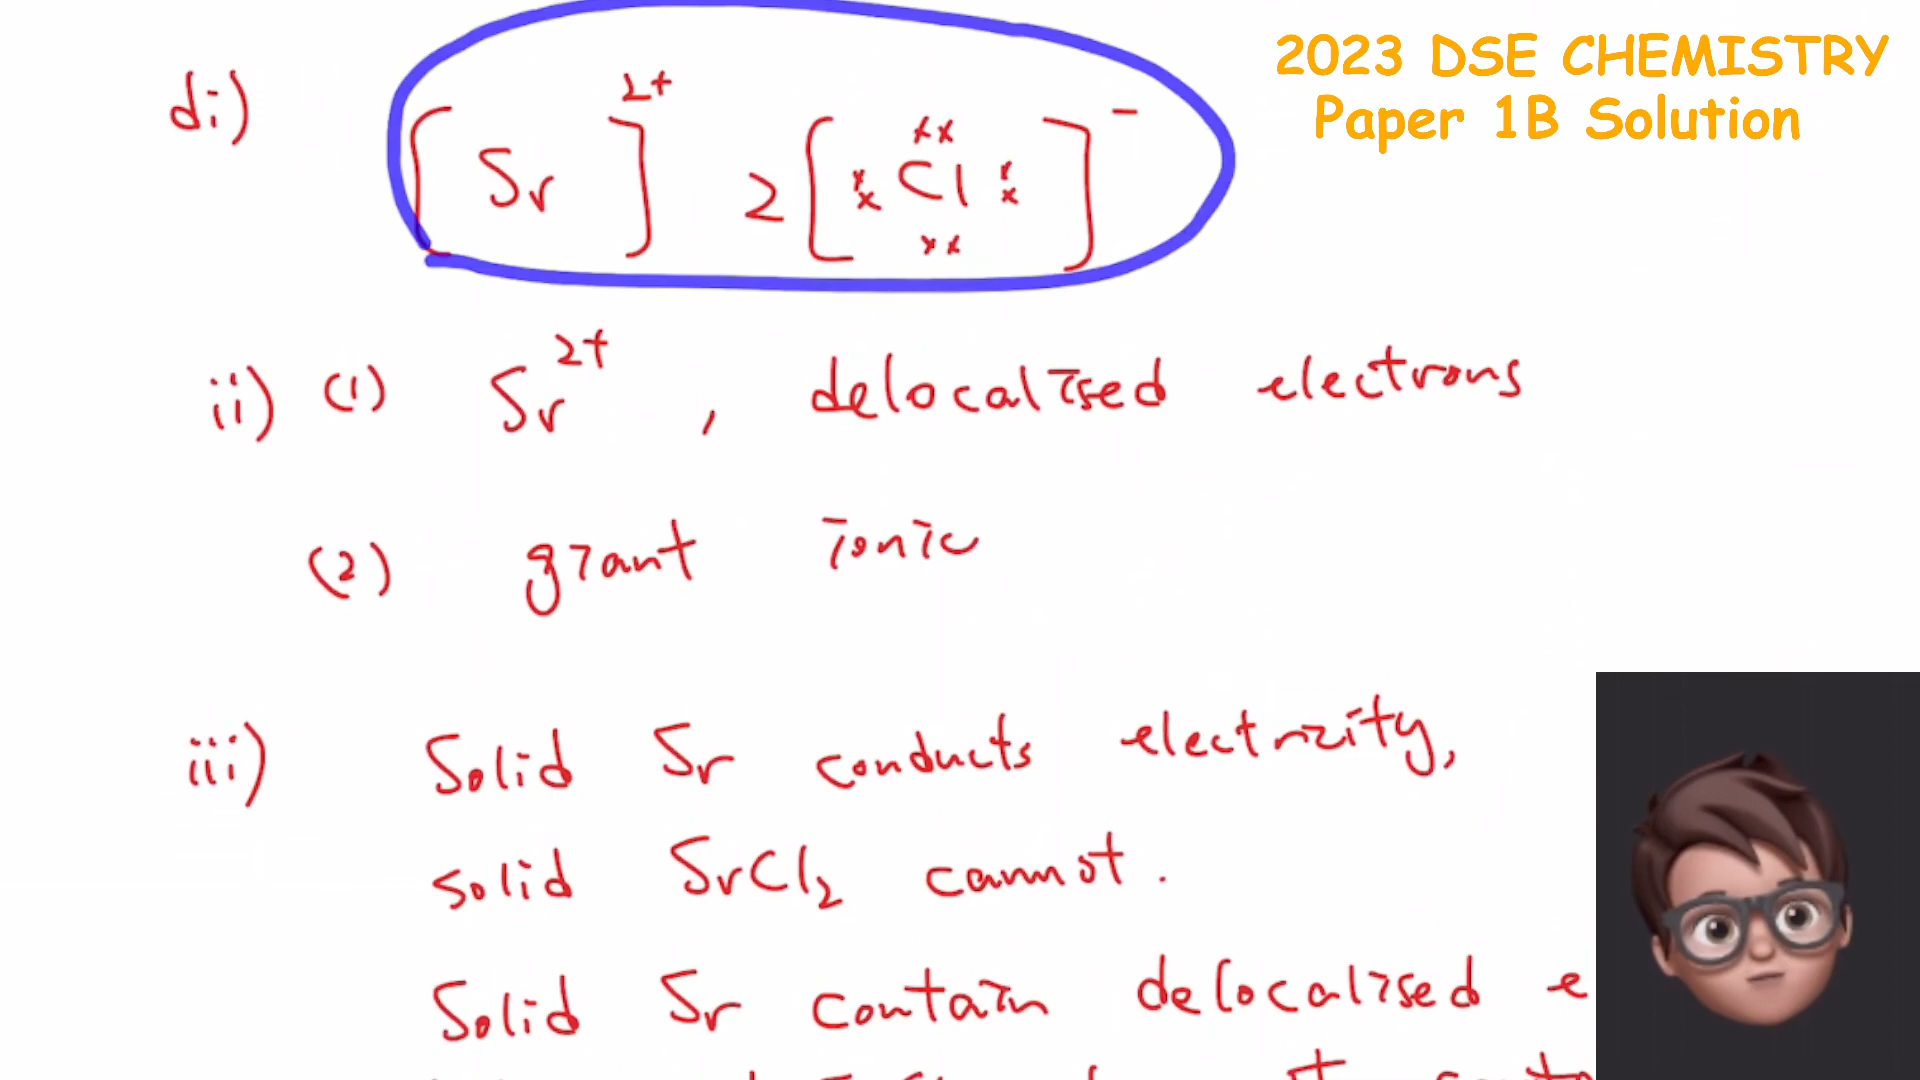 2023 DSE CHEMISTRY
Paper 1B Solution
di) [Sr]²⁺ 2[Cl]⁻
ii) (1) Sr²⁺, delocalised electrons
(2) giant ionic
iii) Solid Sr conducts electricity,
solid SrCl₂ cannot.
Solid Sr contain delocalised e